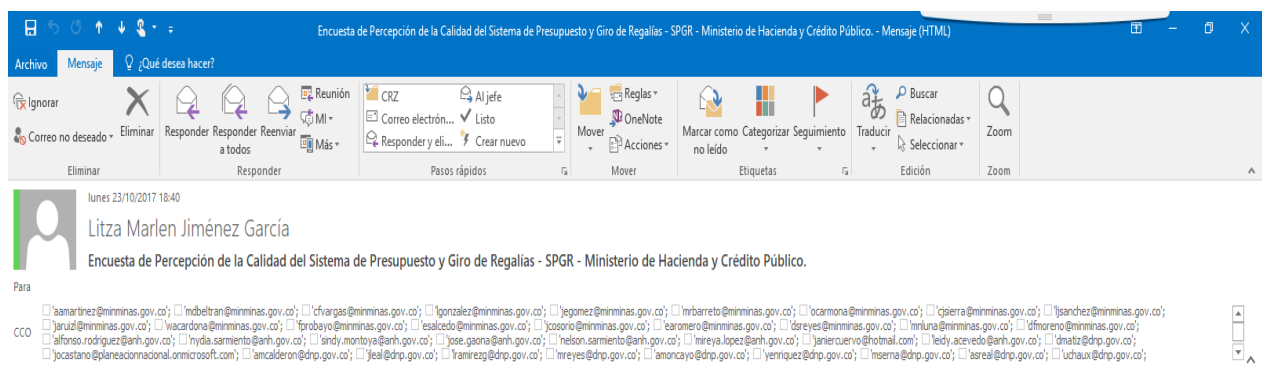 Encuesta de Percepción de la Calidad del Sistema de Presupuesto y Giro de Regalías - SPGR - Ministerio de Hacienda y Crédito Público. - Mensaje (HTML)
Archivo Mensaje ¿Qué desea hacer?
Ignorar
Correo no deseado
Eliminar
Eliminar
Responder
Responder a todos
Reenviar
Reunión
MI
Más
Responder
CRZ
Al jefe
Correo electrón...
Listo
Responder y eli...
Crear nuevo
Pasos rápidos
Mover
Reglas
OneNote
Acciones
Mover
Marcar como no leído
Categorizar
Seguimiento
Etiquetas
Traducir
Buscar
Relacionadas
Seleccionar
Edición
Zoom
Zoom
lunes 23/10/2017 18:40
Litza Marlen Jiménez García
Encuesta de Percepción de la Calidad del Sistema de Presupuesto y Giro de Regalías - SPGR - Ministerio de Hacienda y Crédito Público.
Para
CCO
'aamartinez@minminas.gov.co'; 'mdbeltran@minminas.gov.co'; 'cfvargas@minminas.gov.co'; 'lgonzalez@minminas.gov.co'; 'jegomez@minminas.gov.co'; 'mrbarreto@minminas.gov.co'; 'ocarmona@minminas.gov.co'; 'cjsierra@minminas.gov.co'; 'ljsanchez@minminas.gov.co';
'jaruizl@minminas.gov.co'; 'wacardona@minminas.gov.co'; 'fprobayo@minminas.gov.co'; 'esalcedo@minminas.gov.co'; 'jcosorio@minminas.gov.co'; 'earomero@minminas.gov.co'; 'dsreyes@minminas.gov.co'; 'mnluna@minminas.gov.co'; 'dfmoreno@minminas.gov.co';
'alfonso.rodriguez@anh.gov.co'; 'nydia.sarmiento@anh.gov.co'; 'sindy.montoya@anh.gov.co'; 'jose.gaona@anh.gov.co'; 'nelson.sarmiento@anh.gov.co'; 'mireya.lopez@anh.gov.co'; 'janiercuervo@hotmail.com'; 'leidy.acevedo@anh.gov.co'; 'dmatiz@dnp.gov.co';
'jocastano@planeacionnacional.onmicrosoft.com'; 'amcalderon@dnp.gov.co'; 'jleal@dnp.gov.co'; 'lramirezg@dnp.gov.co'; 'mreyes@dnp.gov.co'; 'amoncayo@dnp.gov.co'; 'yenriquez@dnp.gov.co'; 'mserna@dnp.gov.co'; 'asreal@dnp.gov.co'; 'uchaux@dnp.gov.co';